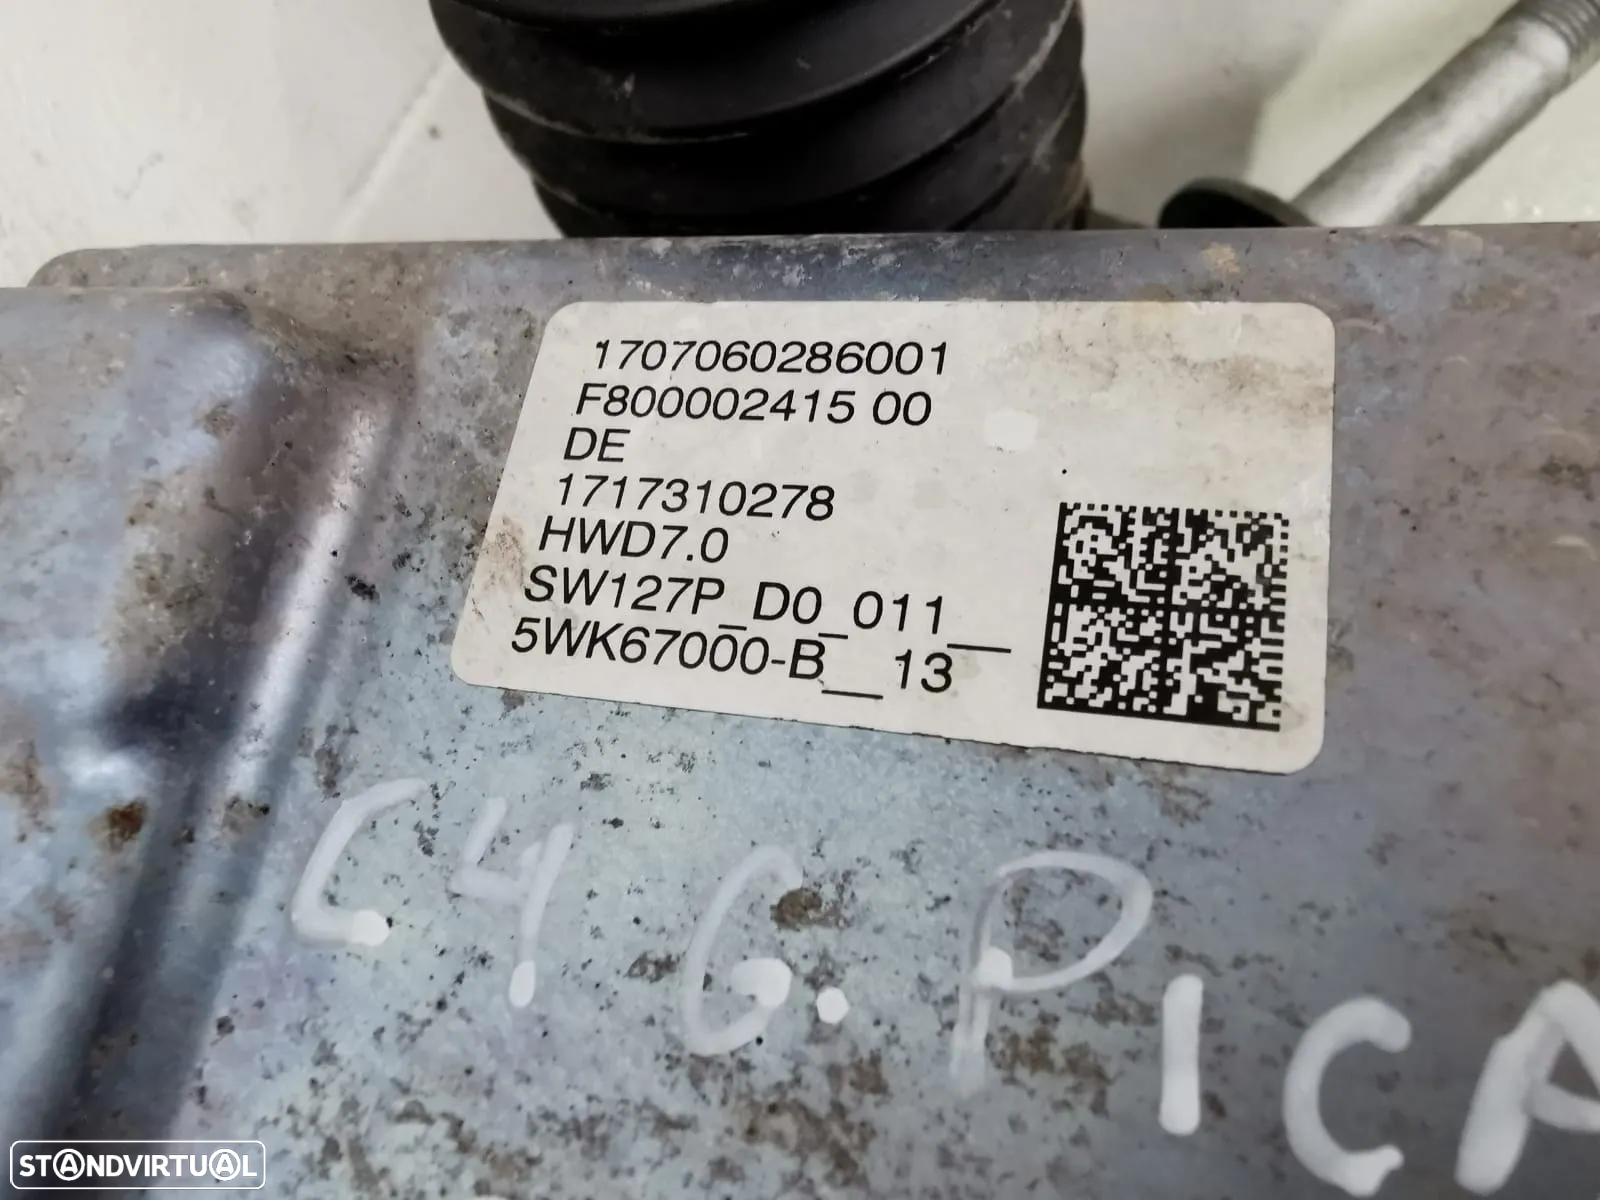 1707060286001
F800002415 00
DE
1717310278
HWD7.0
SW127P_D0_011__
5WK67000-B__13
C4 G. PICA
STANDVIRTUAL